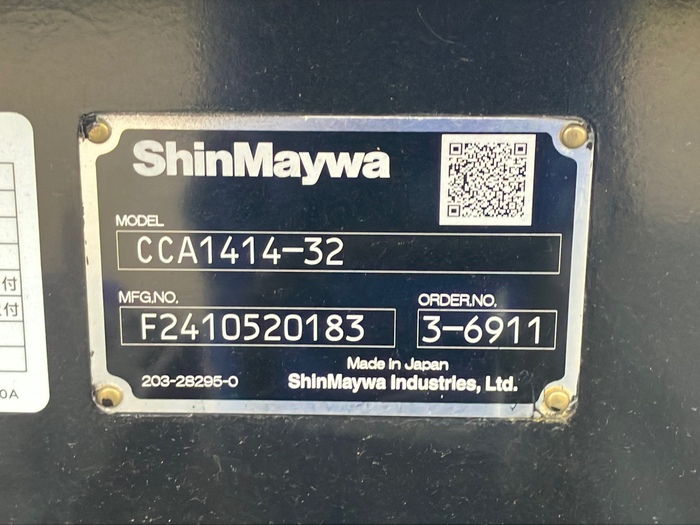 ShinMaywa
MODEL
CCA1414-32
MFG.NO. ORDER.NO.
F2410520183 3-6911
Made in Japan
203-28295-0 ShinMaywa Industries, Ltd.
付
付
0A